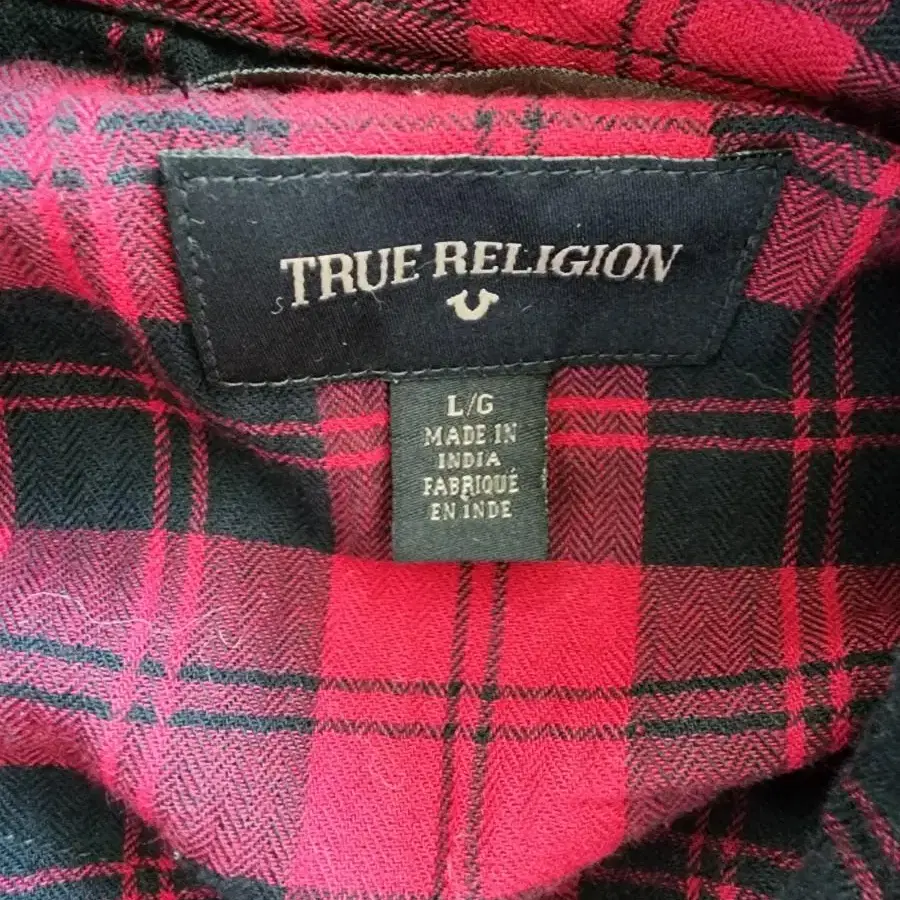 TRUE RELIGION
L/G
MADE IN
INDIA
FABRIQUÉ
EN INDE